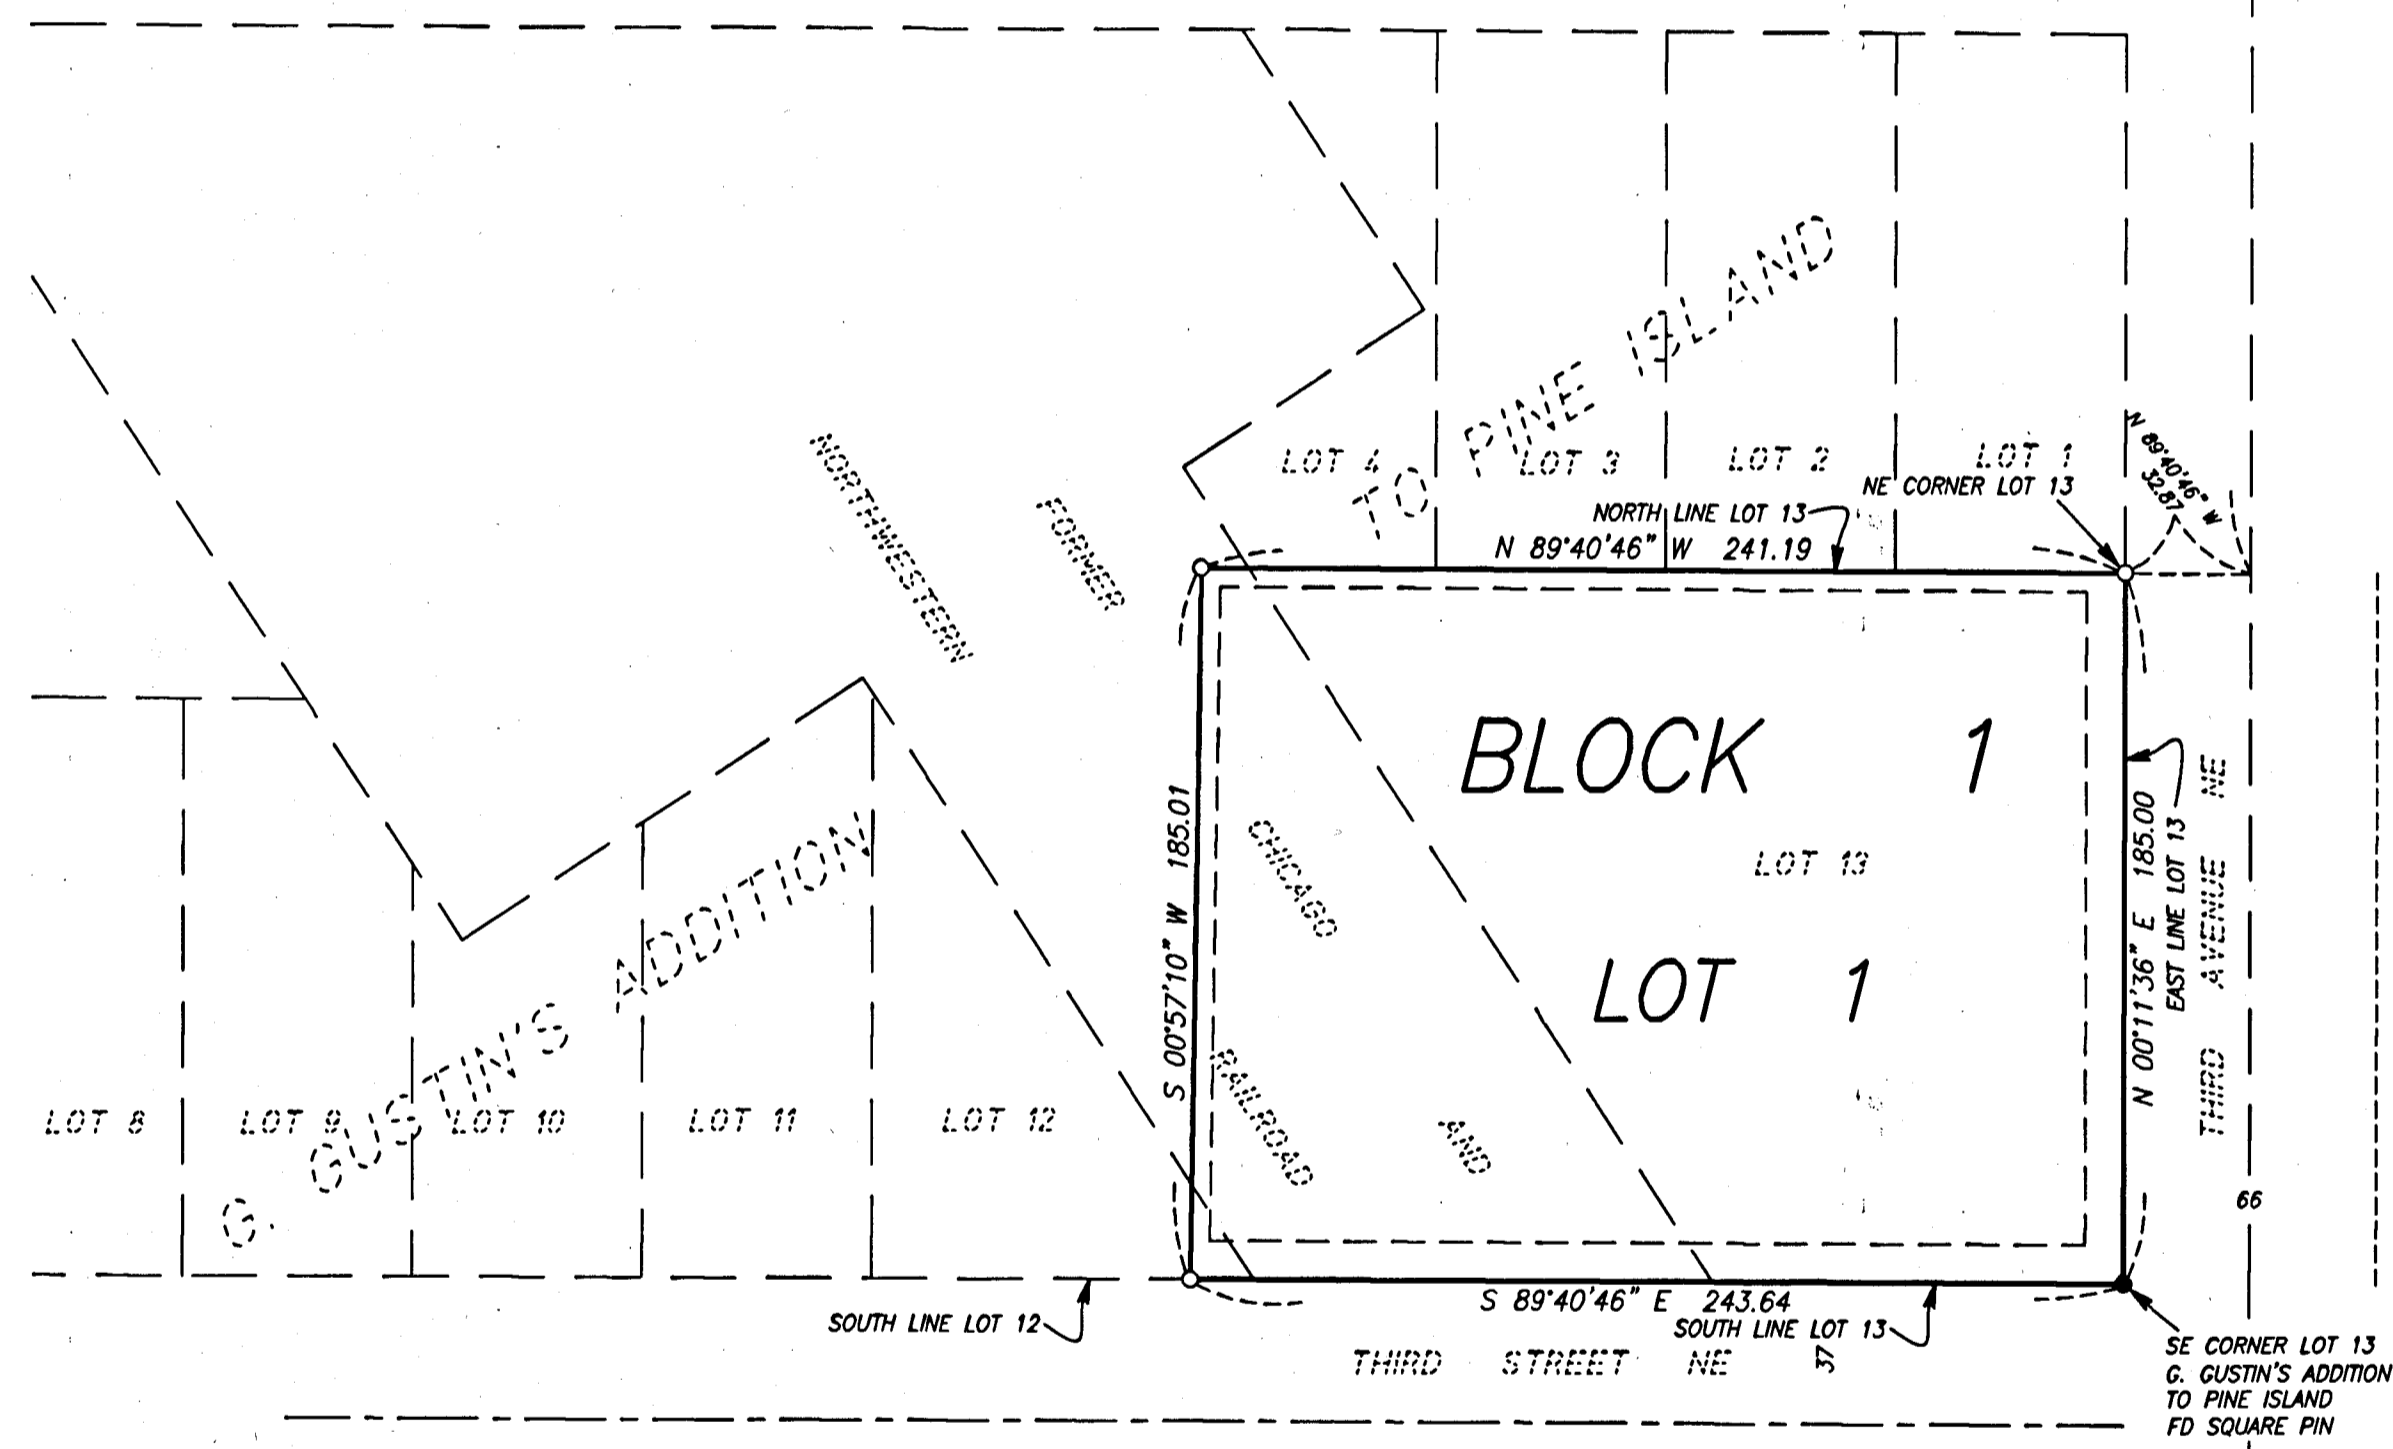 TO PINE ISLAND
LOT 4
LOT 3
LOT 2
LOT 1
N 89°40'46" W
32.87
NE CORNER LOT 13
NORTH LINE LOT 13
N 89°40'46" W 241.19
NORTHWESTERN
FORMER
BLOCK 1
LOT 13
LOT 1
CHICAGO
AND
RAILROAD
S 00°57'10" W 185.01
N 00°11'36" E 185.00
EAST LINE LOT 13
THIRD AVENUE NE
66
G. GUSTIN'S ADDITION
LOT 8
LOT 9
LOT 10
LOT 11
LOT 12
S 89°40'46" E 243.64
SOUTH LINE LOT 12
SOUTH LINE LOT 13
THIRD STREET NE
37
SE CORNER LOT 13
G. GUSTIN'S ADDITION
TO PINE ISLAND
FD SQUARE PIN